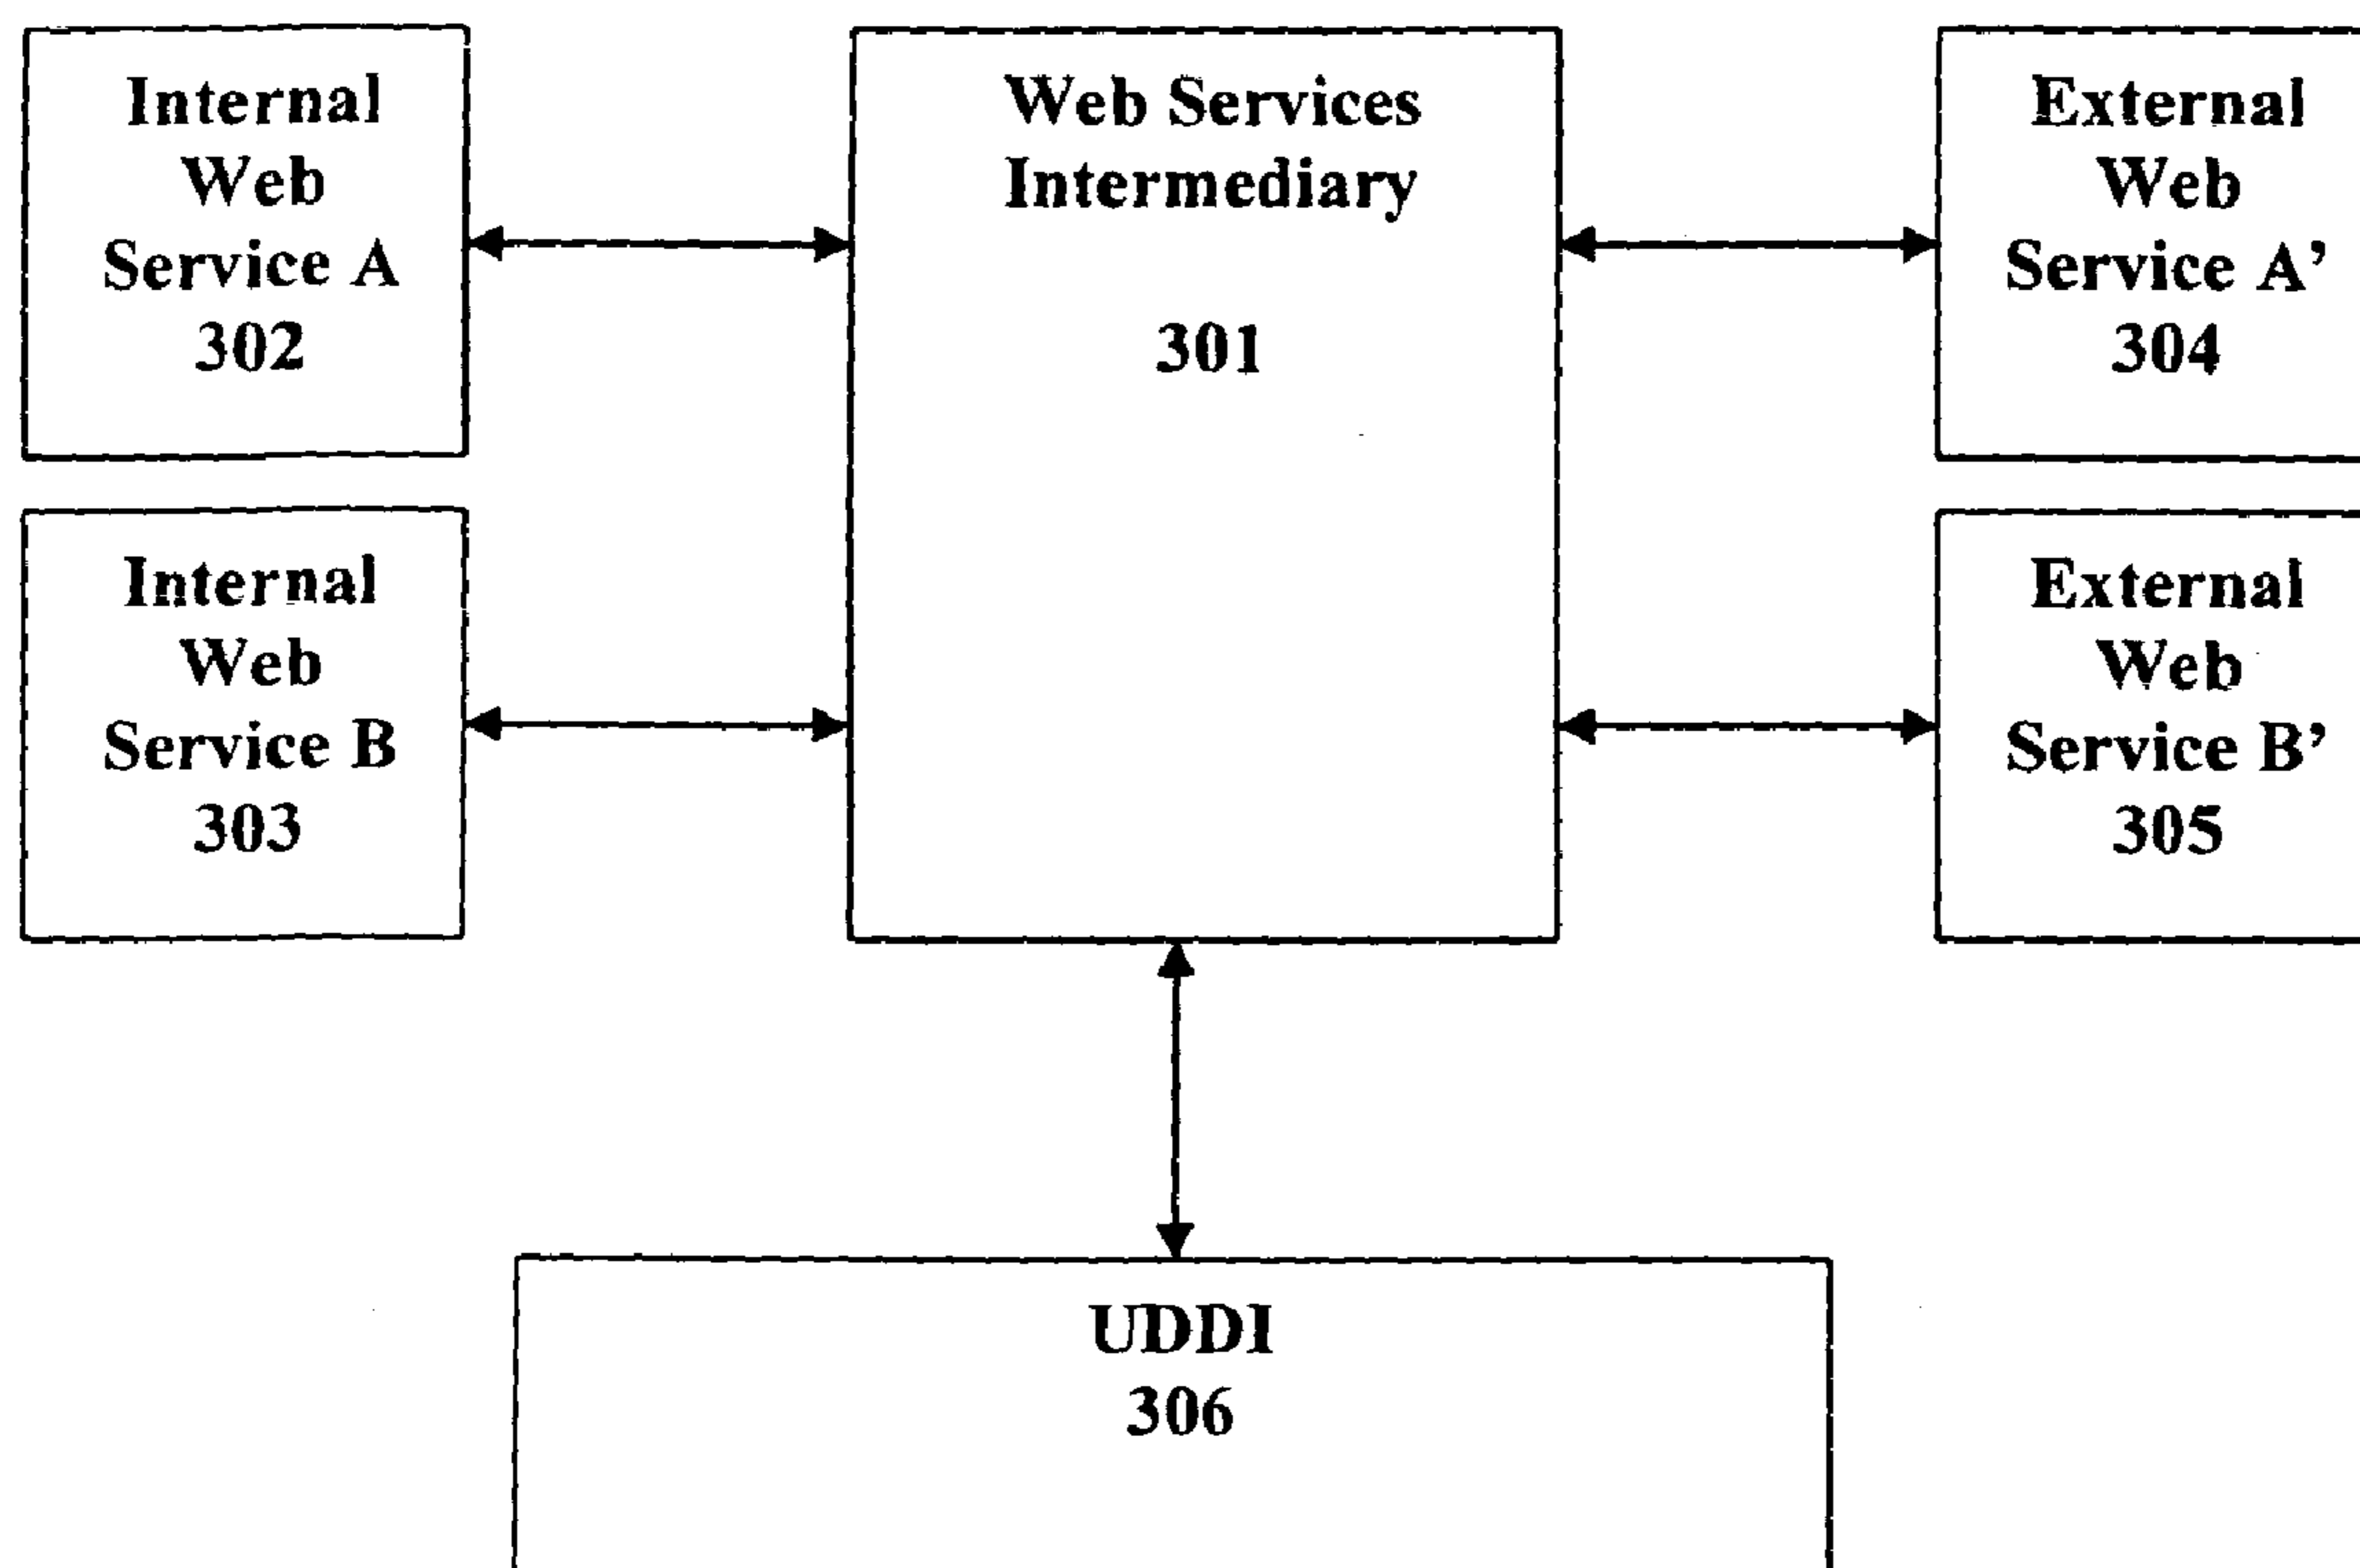 Internal
Web
Service A
302
Web Services
Intermediary
301
External
Web
Service A’
304
Internal
Web
Service B
303
External
Web
Service B’
305
UDDI
306